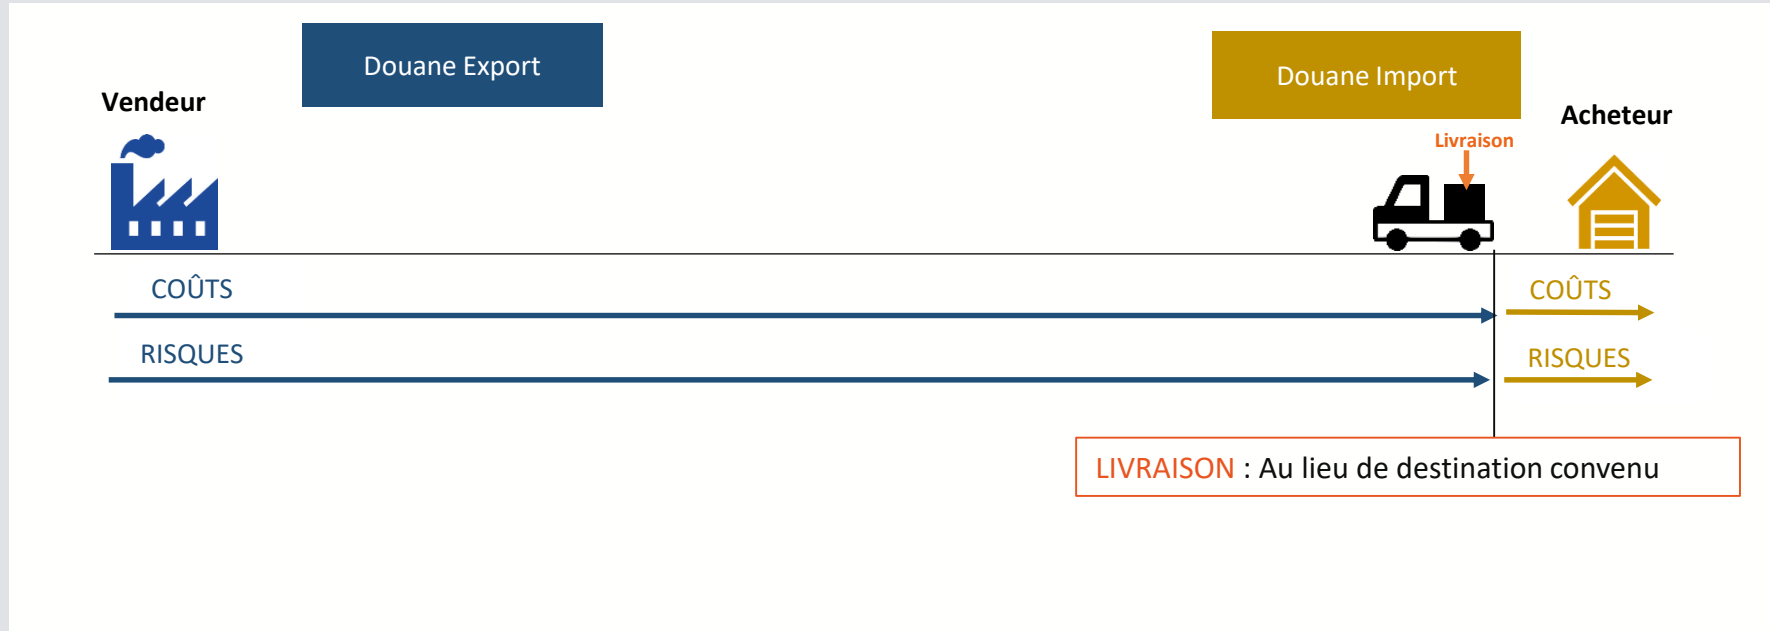 Douane Export
Douane Import
Vendeur
Acheteur
Livraison
COÛTS
COÛTS
RISQUES
RISQUES
LIVRAISON : Au lieu de destination convenu